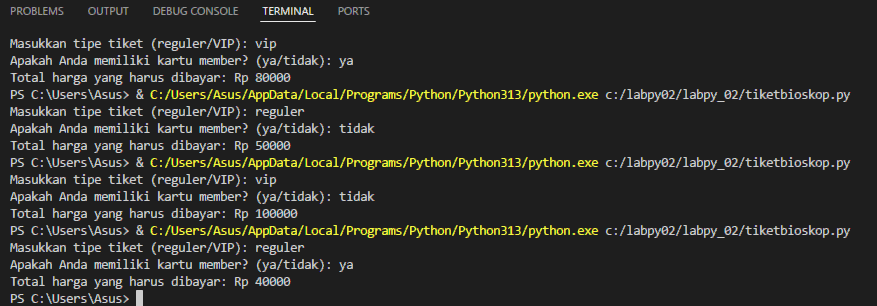 PROBLEMS OUTPUT DEBUG CONSOLE TERMINAL PORTS
Masukkan tipe tiket (reguler/VIP): vip
Apakah Anda memiliki kartu member? (ya/tidak): ya
Total harga yang harus dibayar: Rp 80000
PS C:\Users\Asus> & C:/Users/Asus/AppData/Local/Programs/Python/Python313/python.exe c:/labpy02/labpy_02/tiketbioskop.py
Masukkan tipe tiket (reguler/VIP): reguler
Apakah Anda memiliki kartu member? (ya/tidak): tidak
Total harga yang harus dibayar: Rp 50000
PS C:\Users\Asus> & C:/Users/Asus/AppData/Local/Programs/Python/Python313/python.exe c:/labpy02/labpy_02/tiketbioskop.py
Masukkan tipe tiket (reguler/VIP): vip
Apakah Anda memiliki kartu member? (ya/tidak): tidak
Total harga yang harus dibayar: Rp 100000
PS C:\Users\Asus> & C:/Users/Asus/AppData/Local/Programs/Python/Python313/python.exe c:/labpy02/labpy_02/tiketbioskop.py
Masukkan tipe tiket (reguler/VIP): reguler
Apakah Anda memiliki kartu member? (ya/tidak): ya
Total harga yang harus dibayar: Rp 40000
PS C:\Users\Asus>